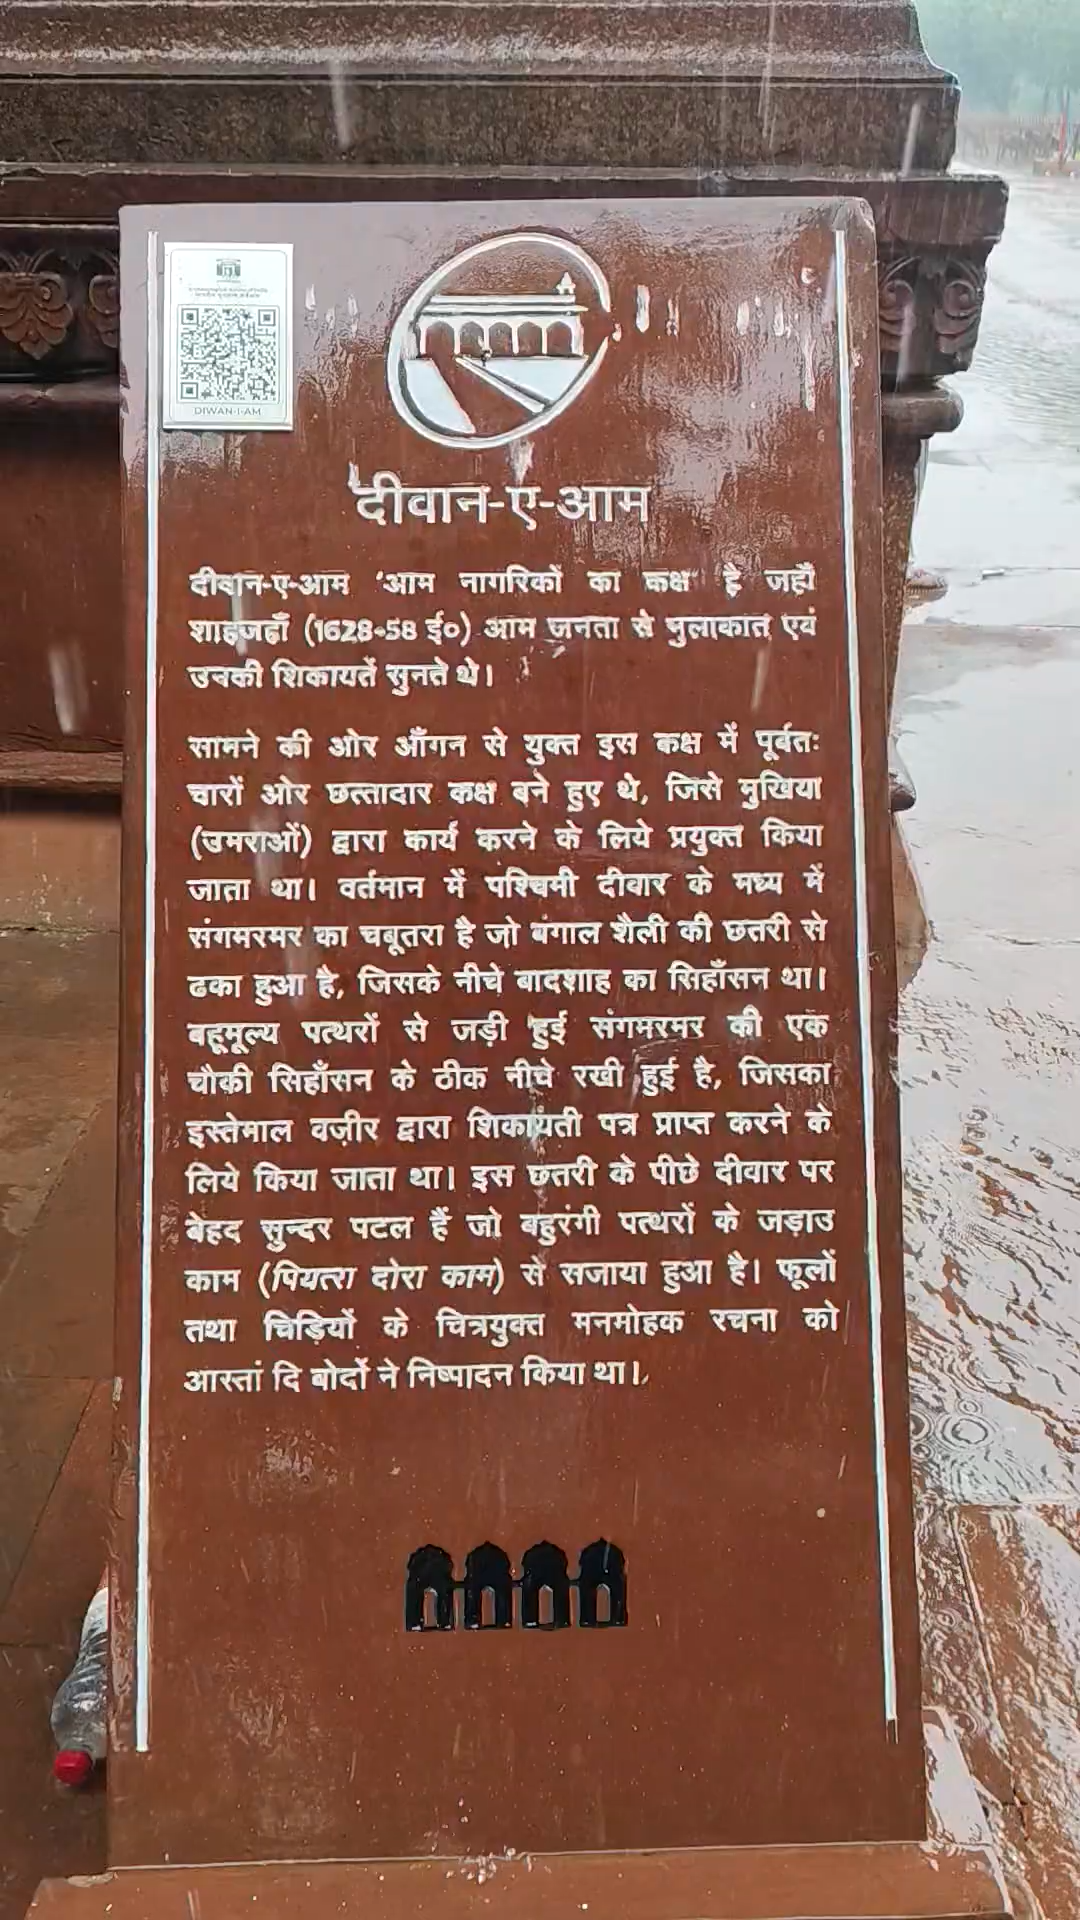 DIWAN-I-AM
दीवान-ए-आम
दीवान-ए-आम 'आम नागरिकों का कक्ष' है जहाँ
शाहजहाँ (1628-58 ई०) आम जनता से मुलाकात एवं
उनकी शिकायतें सुनते थे।
सामने की ओर आँगन से युक्त इस कक्ष में पूर्वतः
चारों ओर छत्तादार कक्ष बने हुए थे, जिसे मुखिया
(उमराओं) द्वारा कार्य करने के लिये प्रयुक्त किया
जाता था। वर्तमान में पश्चिमी दीवार के मध्य में
संगमरमर का चबूतरा है जो बंगाल शैली की छतरी से
ढका हुआ है, जिसके नीचे बादशाह का सिहाँसन था।
बहूमूल्य पत्थरों से जड़ी हुई संगमरमर की एक
चौकी सिहाँसन के ठीक नीचे रखी हुई है, जिसका
इस्तेमाल वज़ीर द्वारा शिकायती पत्र प्राप्त करने के
लिये किया जाता था। इस छतरी के पीछे दीवार पर
बेहद सुन्दर पटल हैं जो बहुरंगी पत्थरों के जड़ाउ
काम (पियत्रा दोरा काम) से सजाया हुआ है। फूलों
तथा चिड़ियों के चित्रयुक्त मनमोहक रचना को
आस्तां दि बोर्दो ने निष्पादन किया था।